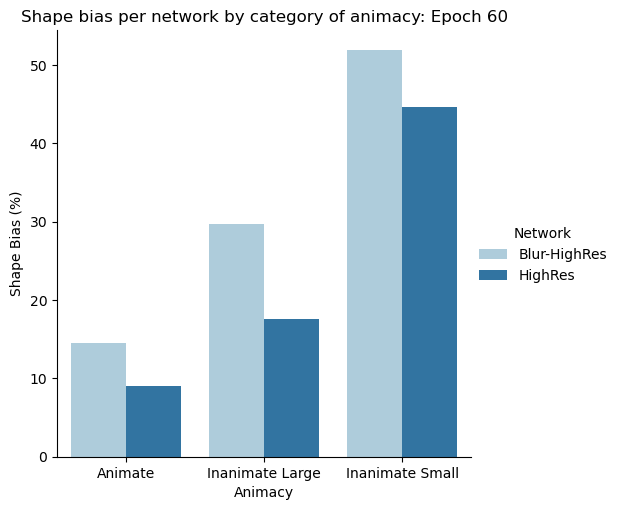 Shape bias per network by category of animacy: Epoch 60
Shape Bias (%)
50
40
30
20
10
0
Animate
Inanimate Large
Inanimate Small
Animacy
Network
Blur-HighRes
HighRes